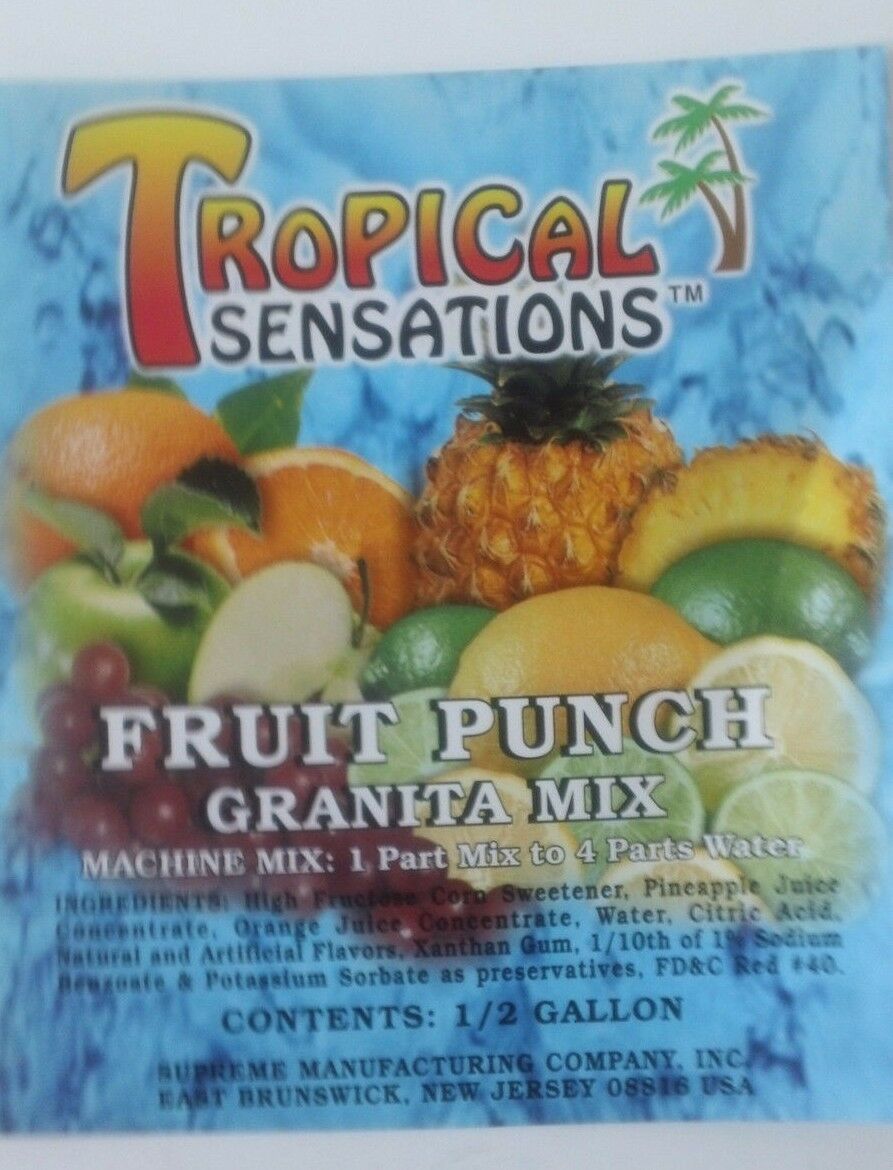 TROPICAL
SENSATIONS™
FRUIT PUNCH
GRANITA MIX
MACHINE MIX: 1 Part Mix to 4 Parts Water
INGREDIENTS: High Fructose Corn Sweetener, Pineapple Juice
Concentrate, Orange Juice Concentrate, Water, Citric Acid,
Natural and Artificial Flavors, Xanthan Gum, 1/10th of 1% Sodium
Benzoate & Potassium Sorbate as preservatives, FD&C Red #40.
CONTENTS: 1/2 GALLON
SUPREME MANUFACTURING COMPANY, INC.
EAST BRUNSWICK, NEW JERSEY 08816 USA